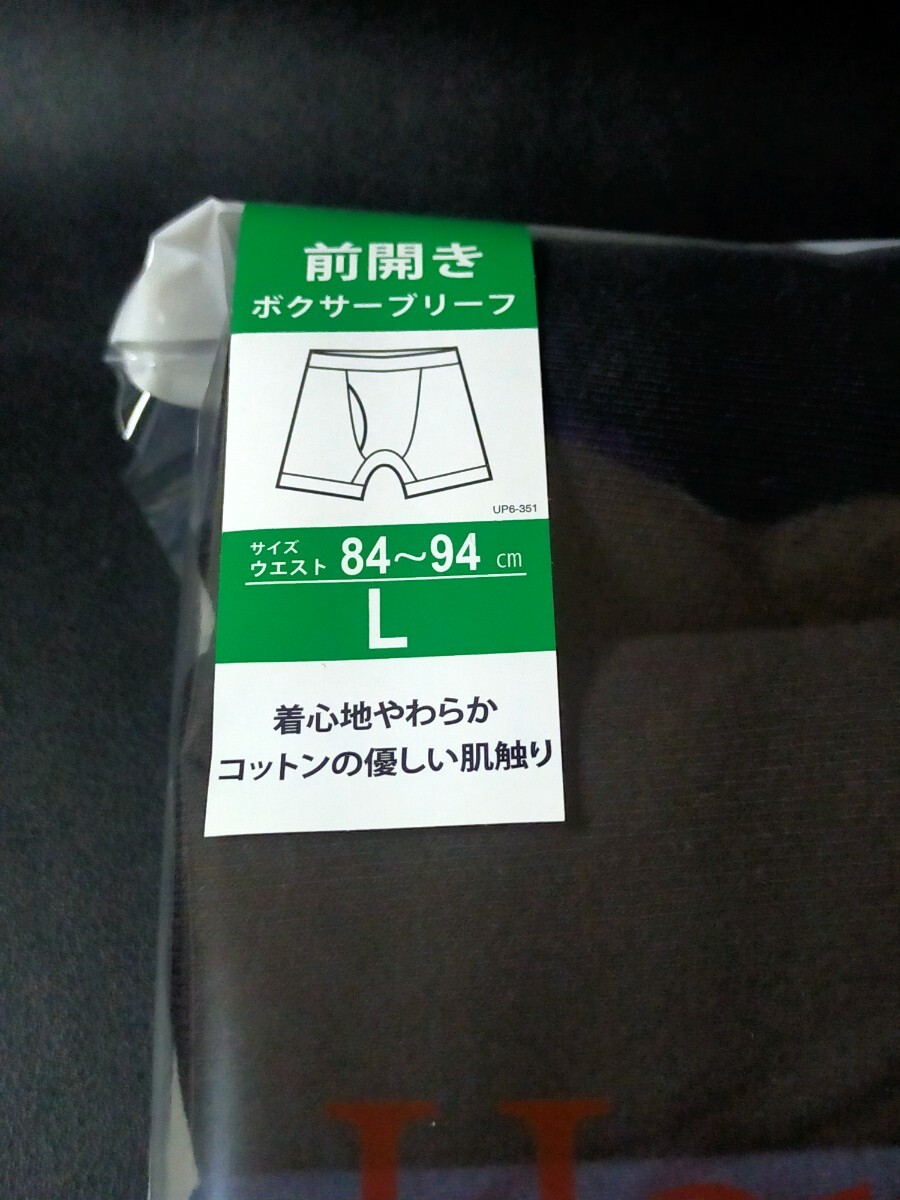 前開き
ボクサーブリーフ
UP6-351
サイズ
ウエスト 84～94 cm
L
着心地やわらか
コットンの優しい肌触り